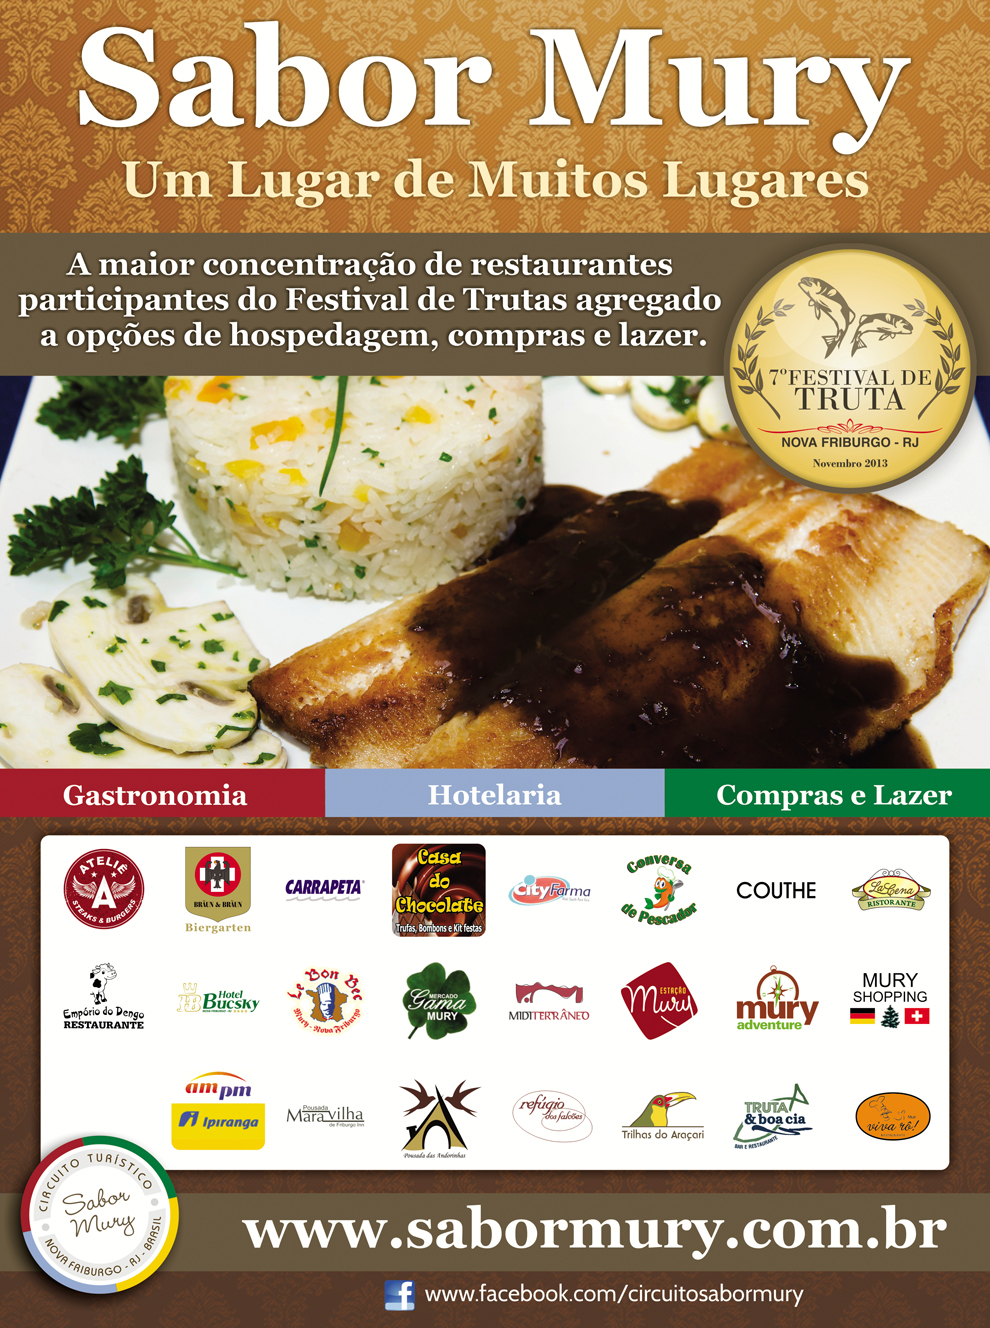 Sabor Mury
Um Lugar de Muitos Lugares
A maior concentração de restaurantes
participantes do Festival de Trutas agregado
a opções de hospedagem, compras e lazer.
7º FESTIVAL DE
TRUTA
NOVA FRIBURGO - RJ
Novembro 2013
Gastronomia
Hotelaria
Compras e Lazer
ATELIÊ
A
STEAKS & BURGERS
BRÄUN & BRÄUN
Biergarten
CARRAPETA
Casa
do
Chocolate
Trufas, Bombons e Kit festas
CityFarma
Conversa
de Pescador
COUTHE
La Cena
RISTORANTE
Empório do Dengo
RESTAURANTE
Hotel
Bucsky
Le Bon Bec
Mury - Nova Friburgo
MERCADO
Gama
MURY
MIDITERRÂNEO
ESTAÇÃO
Mury
mury
adventure
MURY
SHOPPING
ampm
Ipiranga
Pousada
Maravilha
de Friburgo Inn
Pousada das Andorinhas
refúgio
dos falcões
Trilhas do Araçari
TRUTA
& boa cia
BAR E RESTAURANTE
viva rô!
CIRCUITO TURÍSTICO
Sabor
Mury
NOVA FRIBURGO - RJ - BRASIL
www.sabormury.com.br
www.facebook.com/circuitosabormury